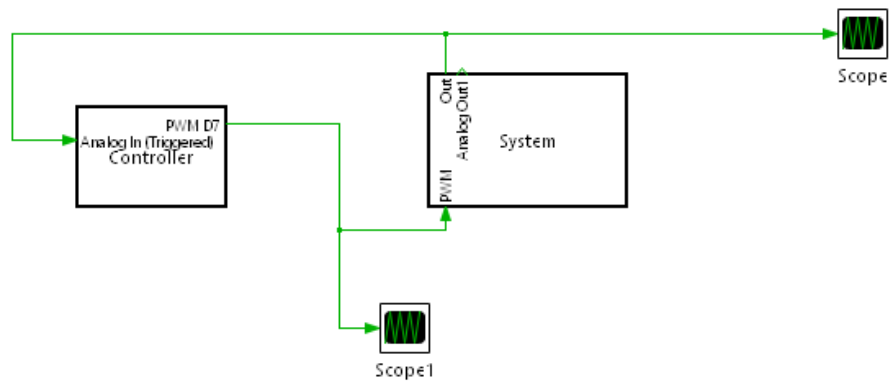 Scope
PWM D7
Analog In (Triggered)
Controller
Out
Analog Out1
PWM
System
Scope1